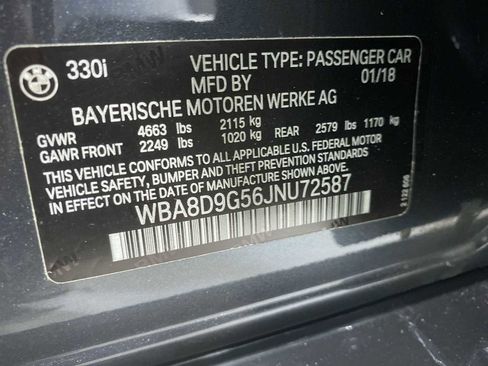 330i
VEHICLE TYPE: PASSENGER CAR
MFD BY 01/18
BAYERISCHE MOTOREN WERKE AG
GVWR 4663 lbs 2115 kg
GAWR FRONT 2249 lbs 1020 kg REAR 2579 lbs 1170 kg
THIS VEHICLE CONFORMS TO ALL APPLICABLE U.S. FEDERAL MOTOR
VEHICLE SAFETY, BUMPER AND THEFT PREVENTION STANDARDS
IN EFFECT ON THE DATE OF MANUFACTURE SHOWN ABOVE.
WBA8D9G56JNU72587